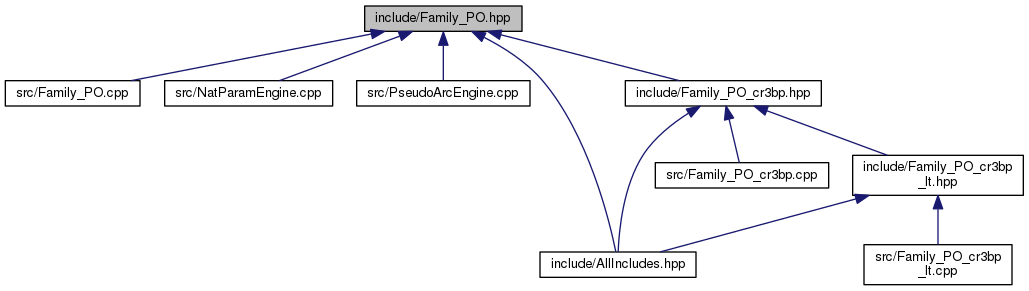 include/Family_PO.hpp
src/Family_PO.cpp
src/NatParamEngine.cpp
src/PseudoArcEngine.cpp
include/Family_PO_cr3bp.hpp
src/Family_PO_cr3bp.cpp
include/Family_PO_cr3bp
_lt.hpp
include/AllIncludes.hpp
src/Family_PO_cr3bp
_lt.cpp